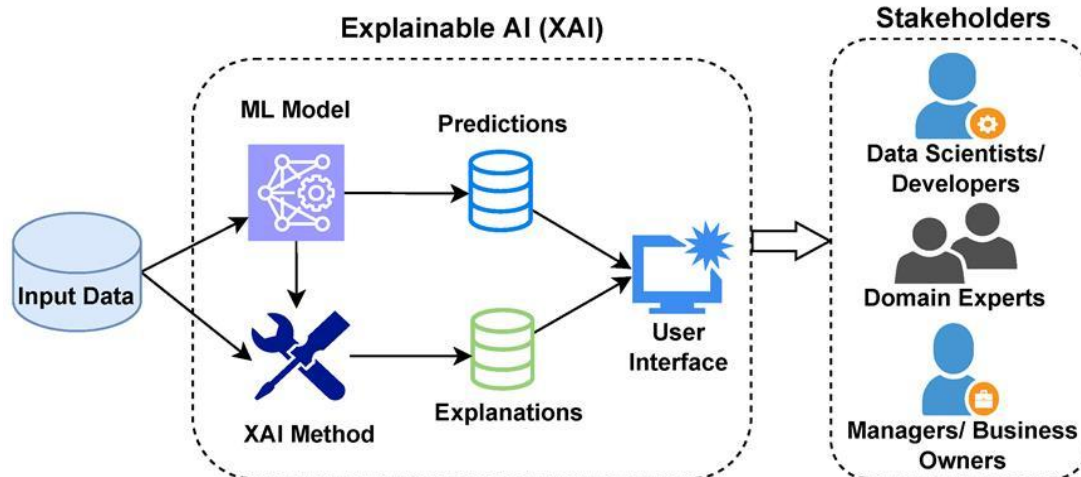 Explainable AI (XAI)
Stakeholders
ML Model
Predictions
Input Data
XAI Method
Explanations
User
Interface
Data Scientists/
Developers
Domain Experts
Managers/ Business
Owners